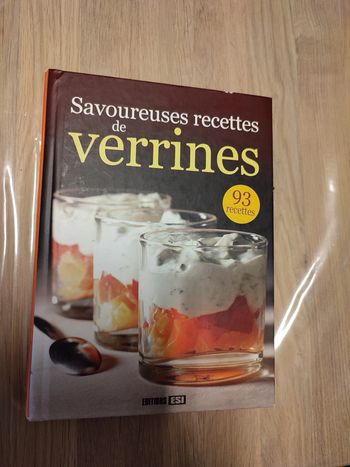 Savoureuses recettes
de
verrines
93
recettes
EDITIONS ESI